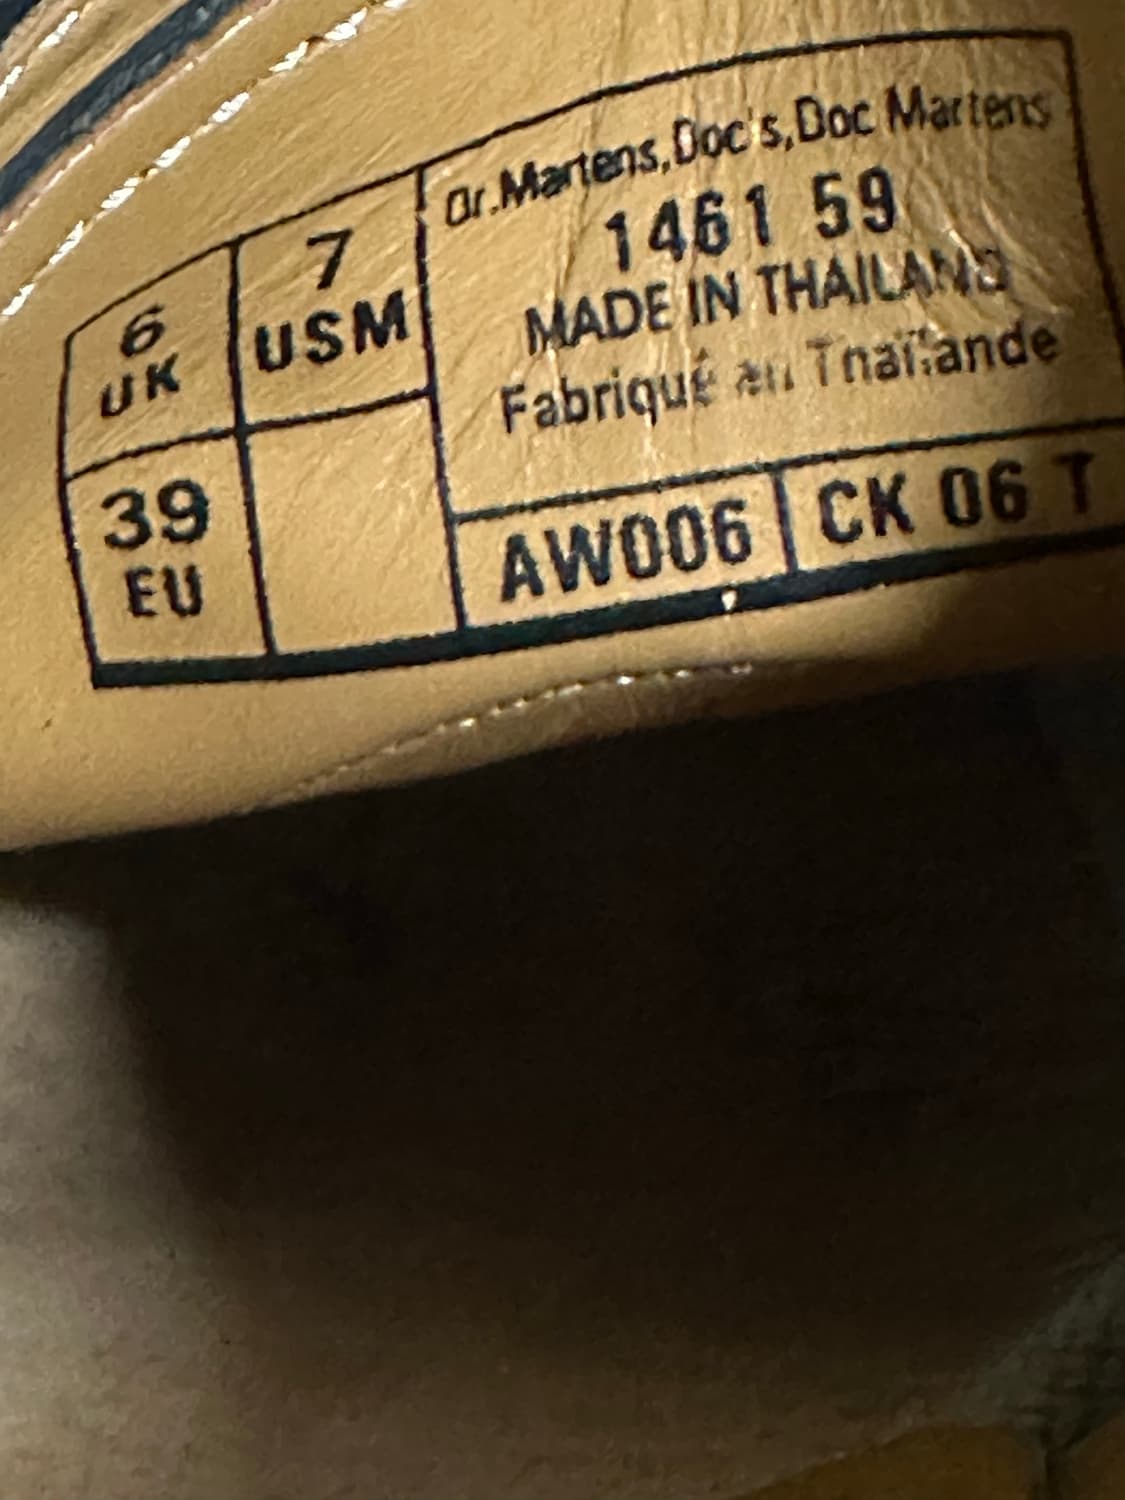 6
UK
7
USM
39
EU
Dr.Martens,Doc's,Doc Martens
1461 59
MADE IN THAILAND
Fabriqué en Thaïlande
AW006
CK 06 T